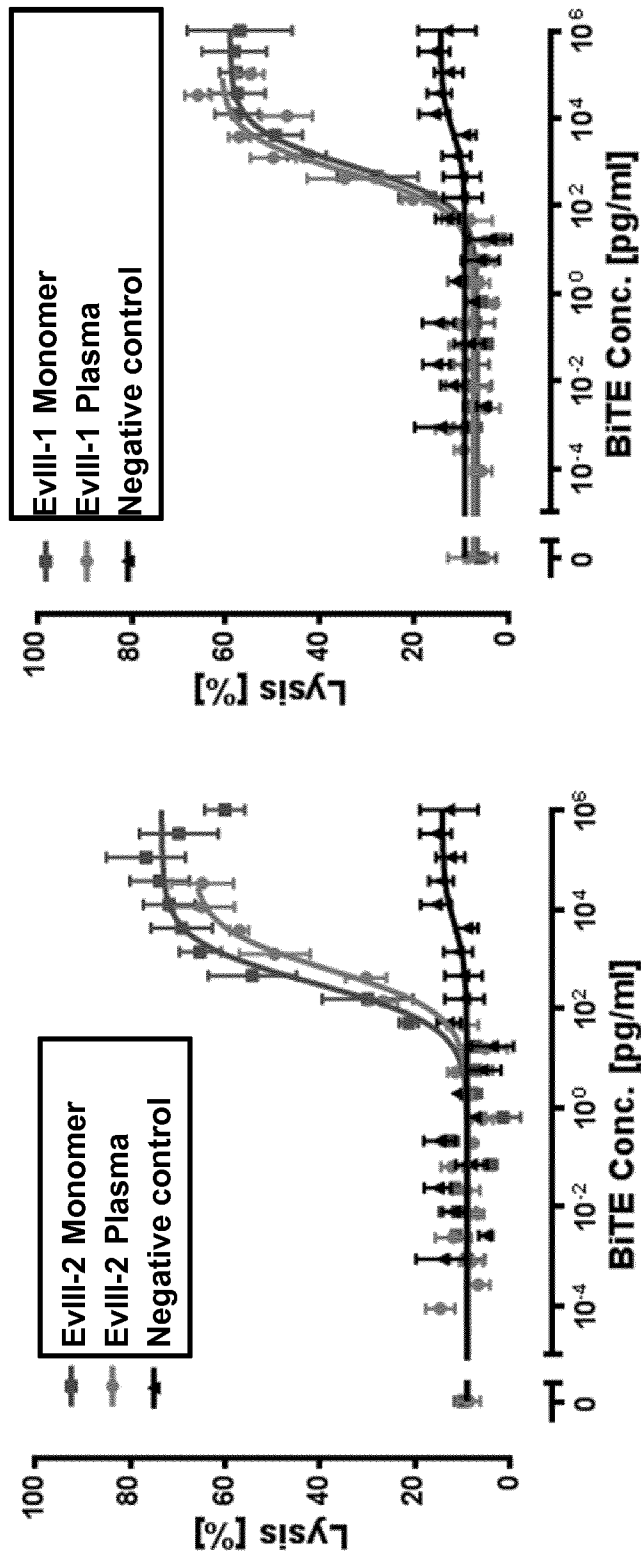 EvIII-2 Monomer
EvIII-2 Plasma
Negative control
100
80
60
40
20
0
Lysis [%]
0
10-4
10-2
100
102
104
106
BiTE Conc. [pg/ml]
EvIII-1 Monomer
EvIII-1 Plasma
Negative control
100
80
60
40
20
0
Lysis [%]
0
10-4
10-2
100
102
104
106
BiTE Conc. [pg/ml]